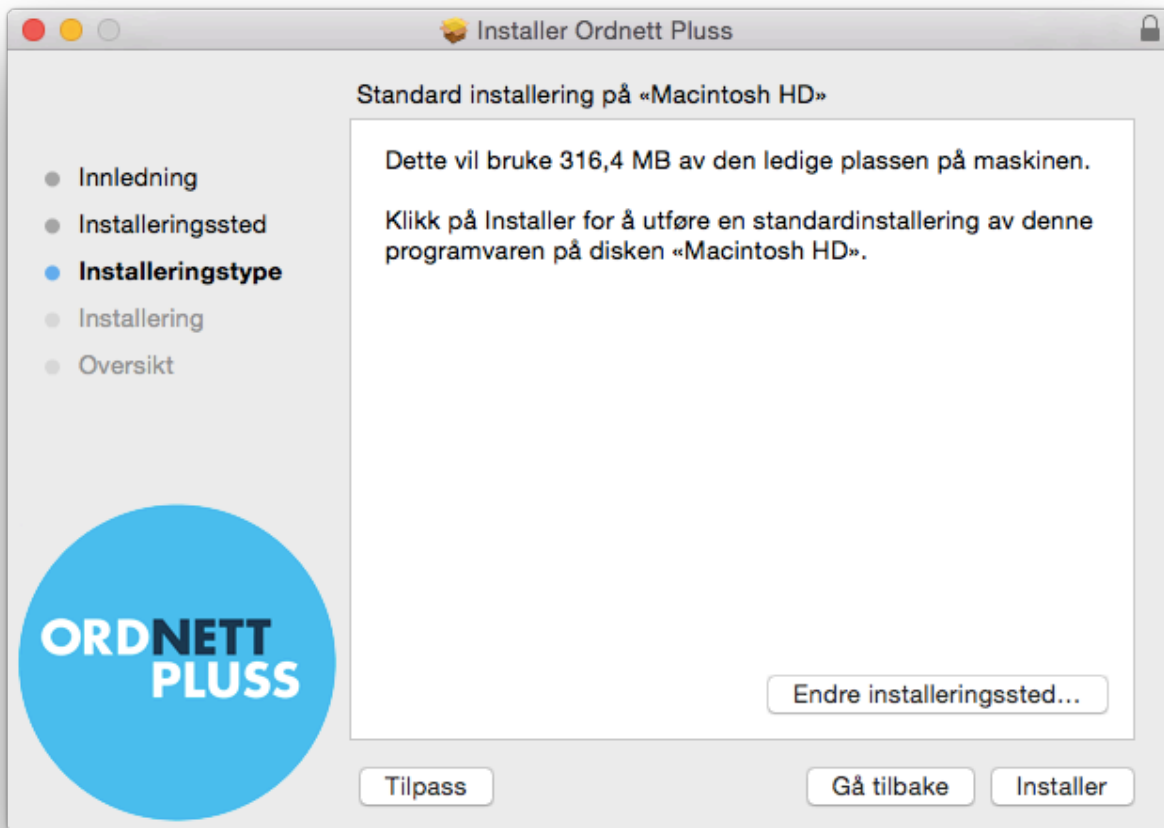 Installer Ordnett Pluss
Standard installering på «Macintosh HD»
Innledning
Installeringssted
Installeringstype
Installering
Oversikt
Dette vil bruke 316,4 MB av den ledige plassen på maskinen.
Klikk på Installer for å utføre en standardinstallering av denne
programvaren på disken «Macintosh HD».
ORDNETT
PLUSS
Endre installeringssted...
Tilpass
Gå tilbake
Installer